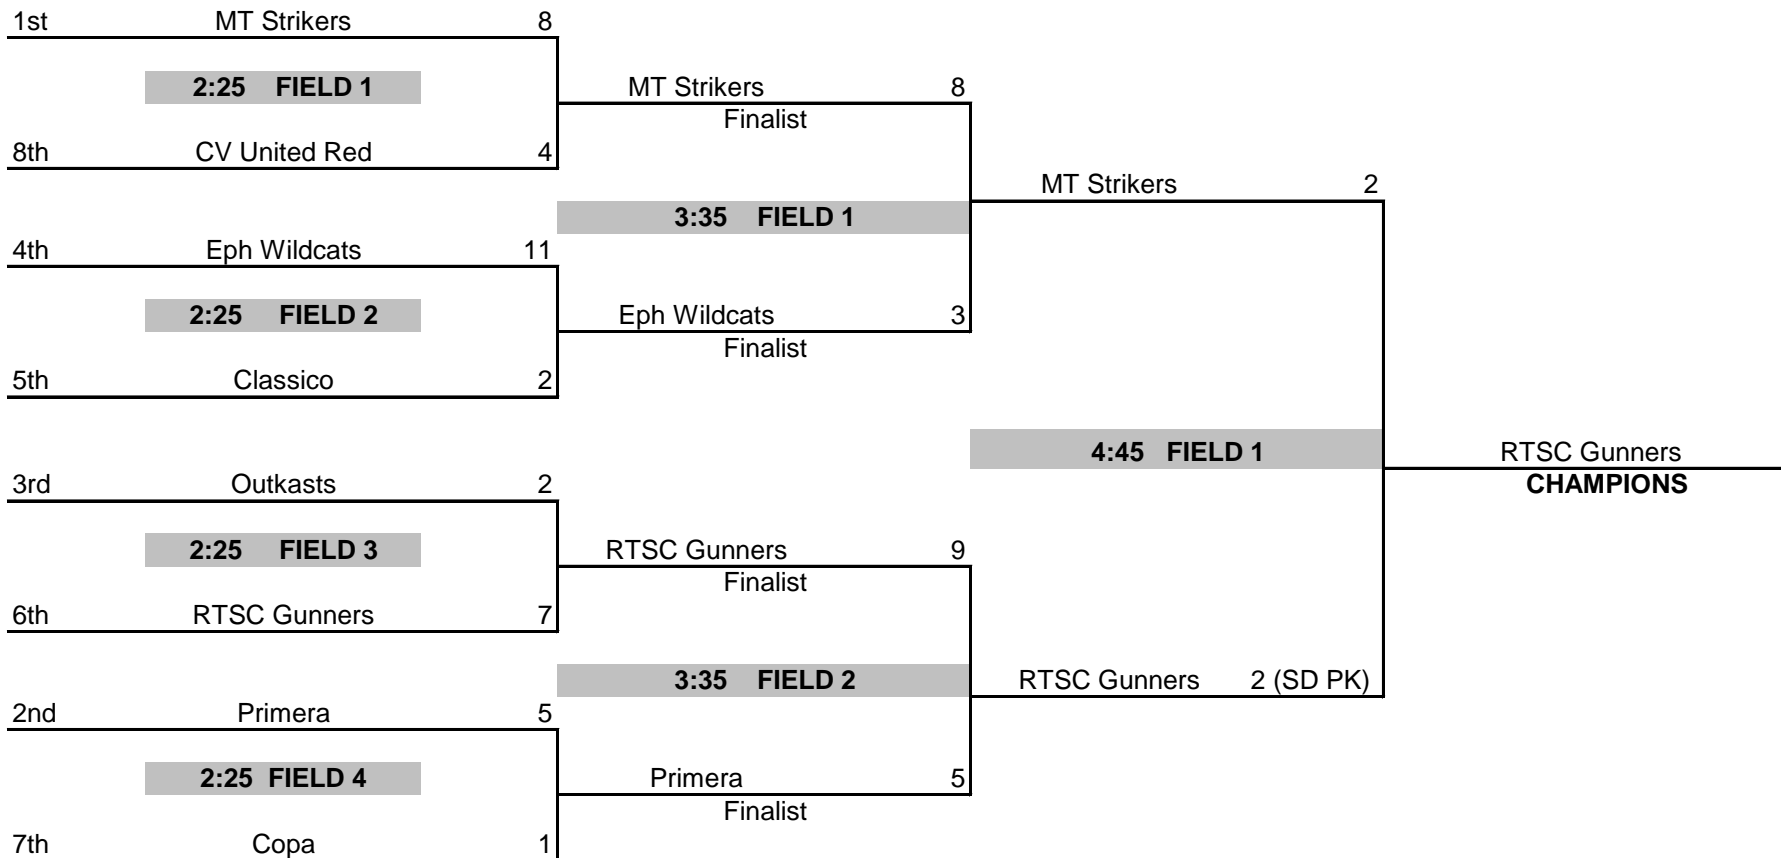 1st MT Strikers 8
2:25 FIELD 1
MT Strikers 8
Finalist
8th CV United Red 4
MT Strikers 2
3:35 FIELD 1
4th Eph Wildcats 11
2:25 FIELD 2
Eph Wildcats 3
Finalist
5th Classico 2
4:45 FIELD 1
RTSC Gunners
CHAMPIONS
3rd Outkasts 2
2:25 FIELD 3
RTSC Gunners 9
Finalist
6th RTSC Gunners 7
3:35 FIELD 2
RTSC Gunners 2 (SD PK)
2nd Primera 5
2:25 FIELD 4
Primera 5
Finalist
7th Copa 1